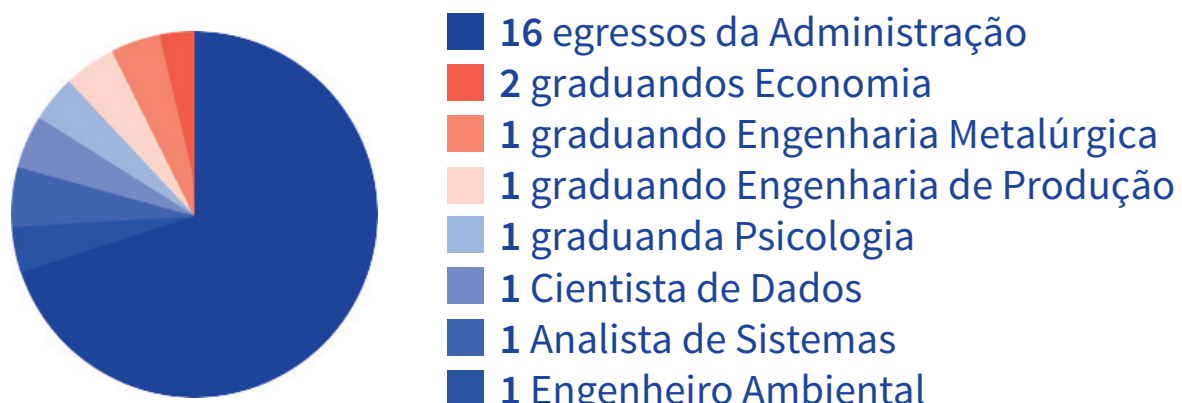 16 egressos da Administração
2 graduandos Economia
1 graduando Engenharia Metalúrgica
1 graduando Engenharia de Produção
1 graduanda Psicologia
1 Cientista de Dados
1 Analista de Sistemas
1 Engenheiro Ambiental